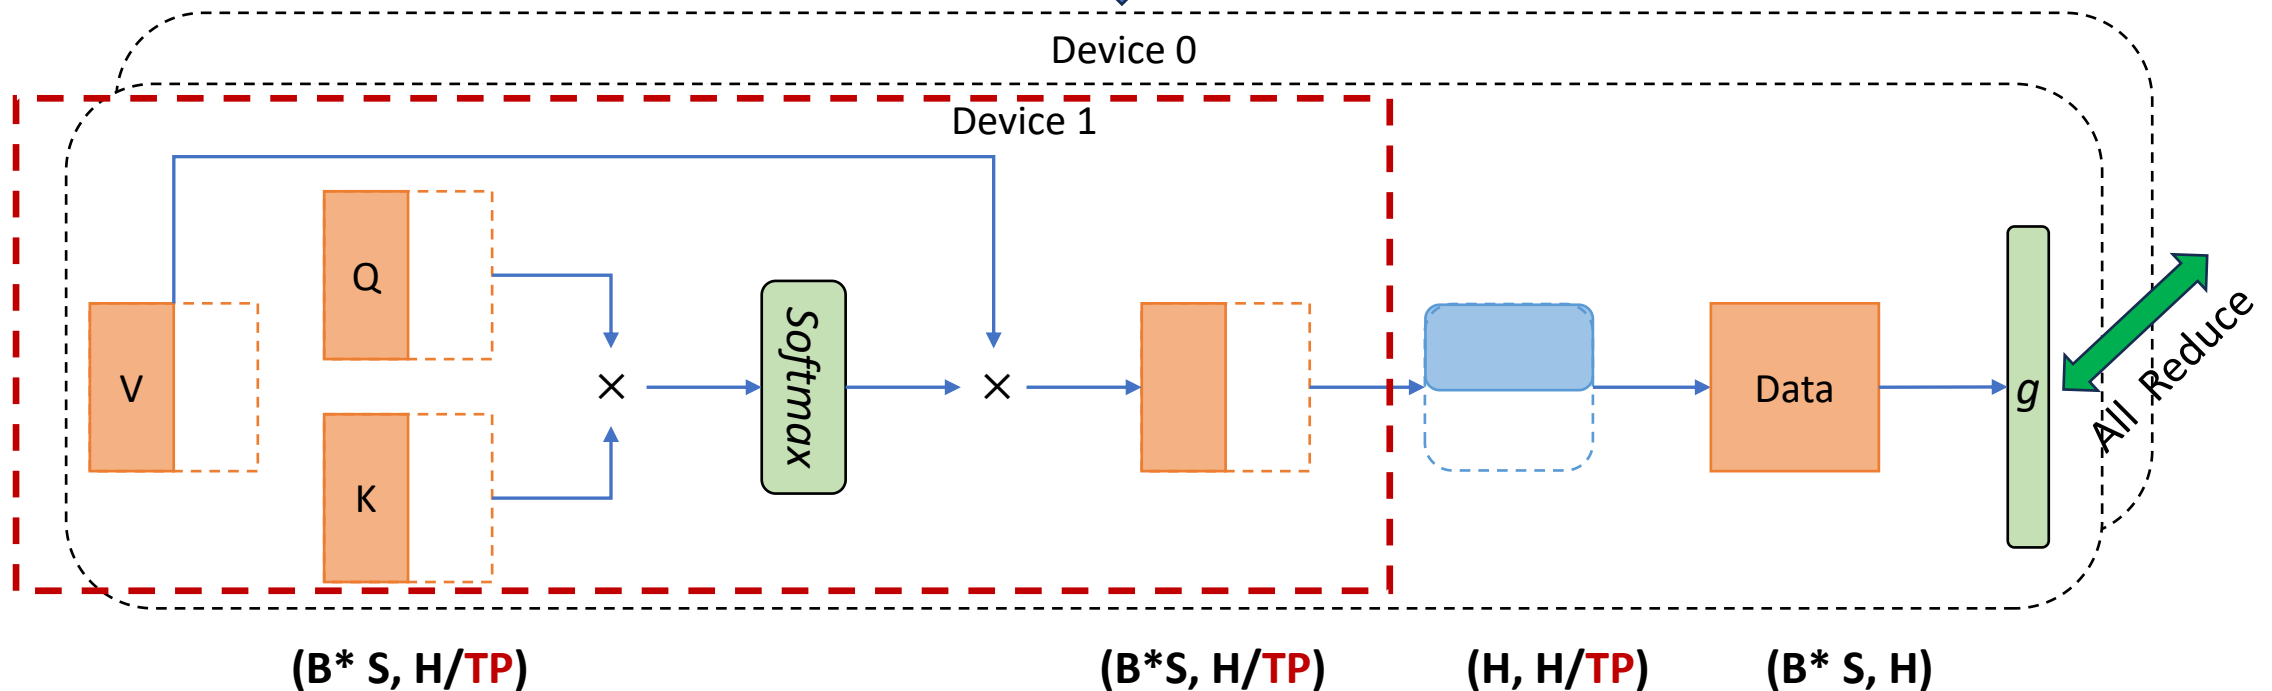 Device 0
Device 1
Q
V
K
×
Softmax
×
Data
g
All Reduce
(B* S, H/TP)
(B*S, H/TP)
(H, H/TP)
(B* S, H)